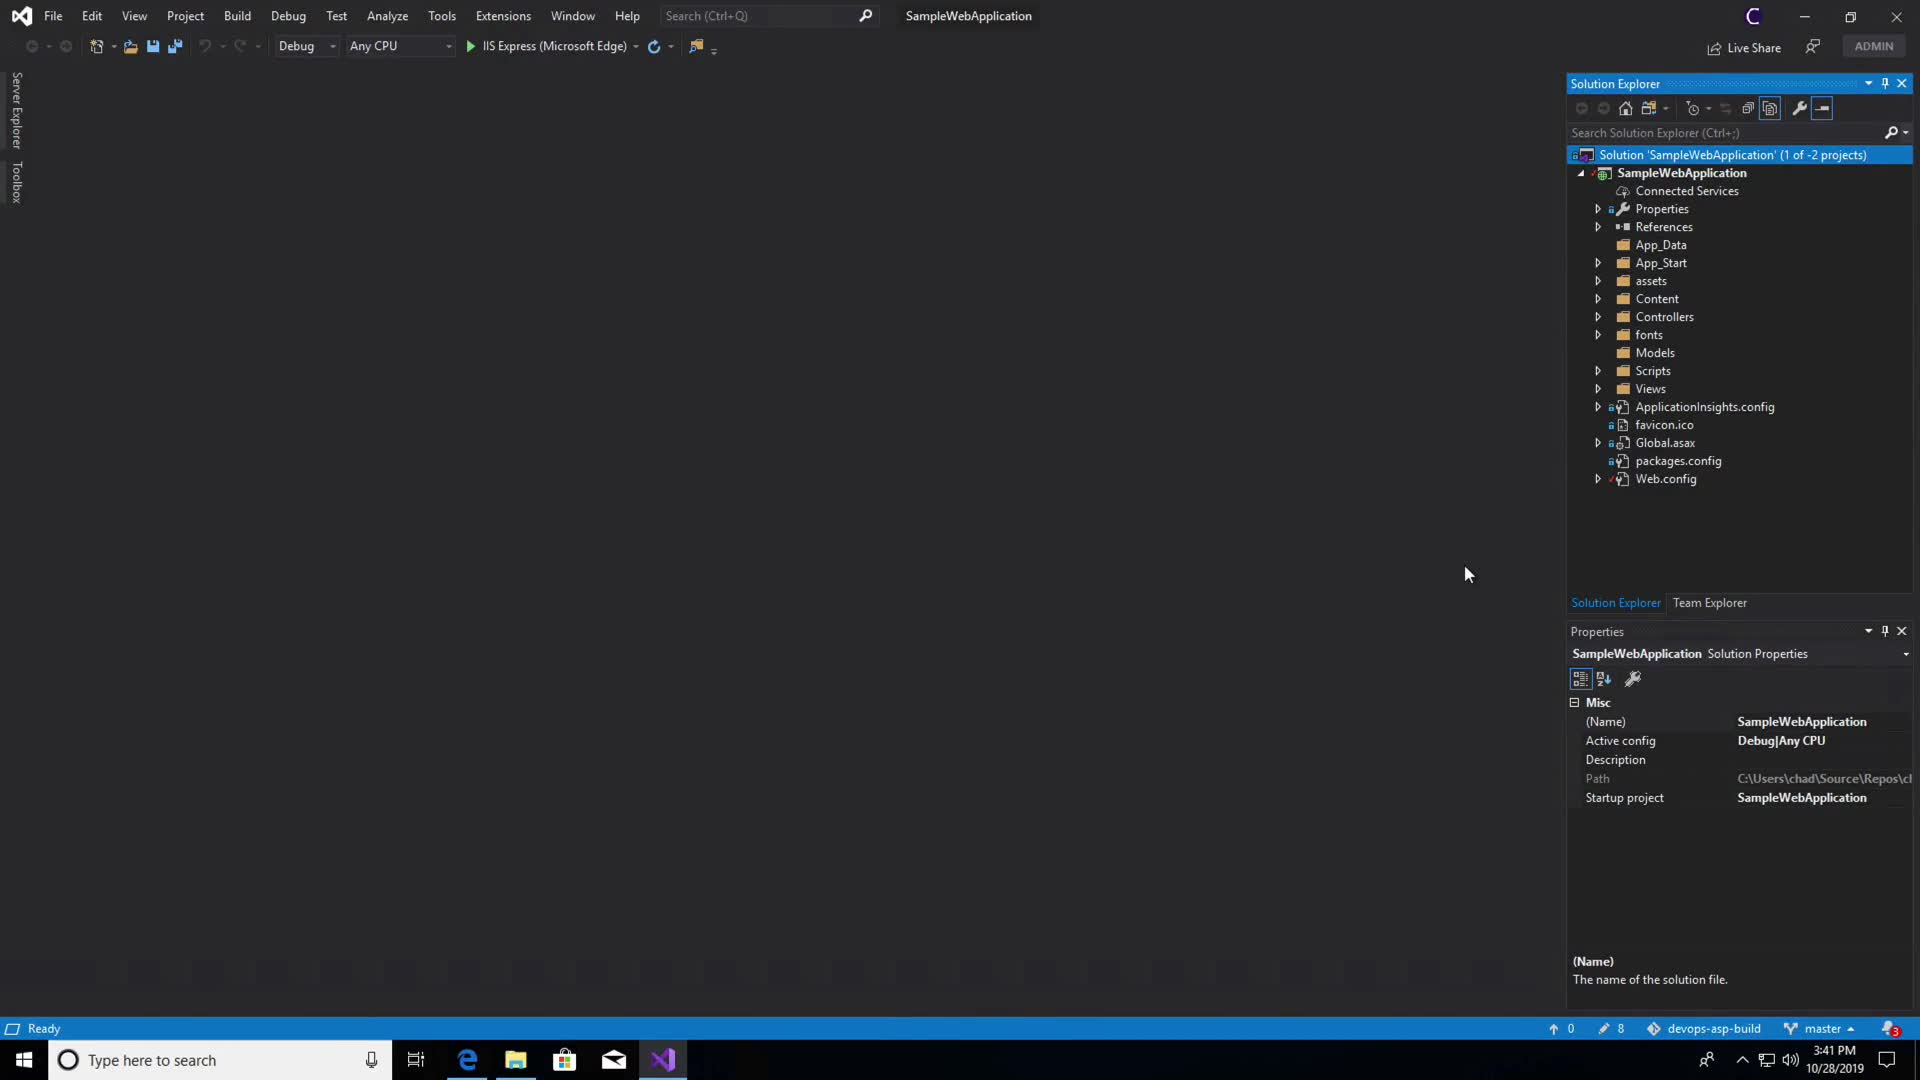 File Edit View Project Build Debug Test Analyze Tools Extensions Window Help Search (Ctrl+Q) SampleWebApplication
Debug Any CPU IIS Express (Microsoft Edge) Live Share ADMIN
Server Explorer
Toolbox
Solution Explorer
Search Solution Explorer (Ctrl+;)
Solution 'SampleWebApplication' (1 of -2 projects)
SampleWebApplication
Connected Services
Properties
References
App_Data
App_Start
assets
Content
Controllers
fonts
Models
Scripts
Views
ApplicationInsights.config
favicon.ico
Global.asax
packages.config
Web.config
Solution Explorer Team Explorer
Properties
SampleWebApplication Solution Properties
Misc
(Name) SampleWebApplication
Active config Debug|Any CPU
Description
Path C:\Users\chad\Source\Repos\cl
Startup project SampleWebApplication
(Name)
The name of the solution file.
Ready 0 8 devops-asp-build master 3
Type here to search
3:41 PM
10/28/2019